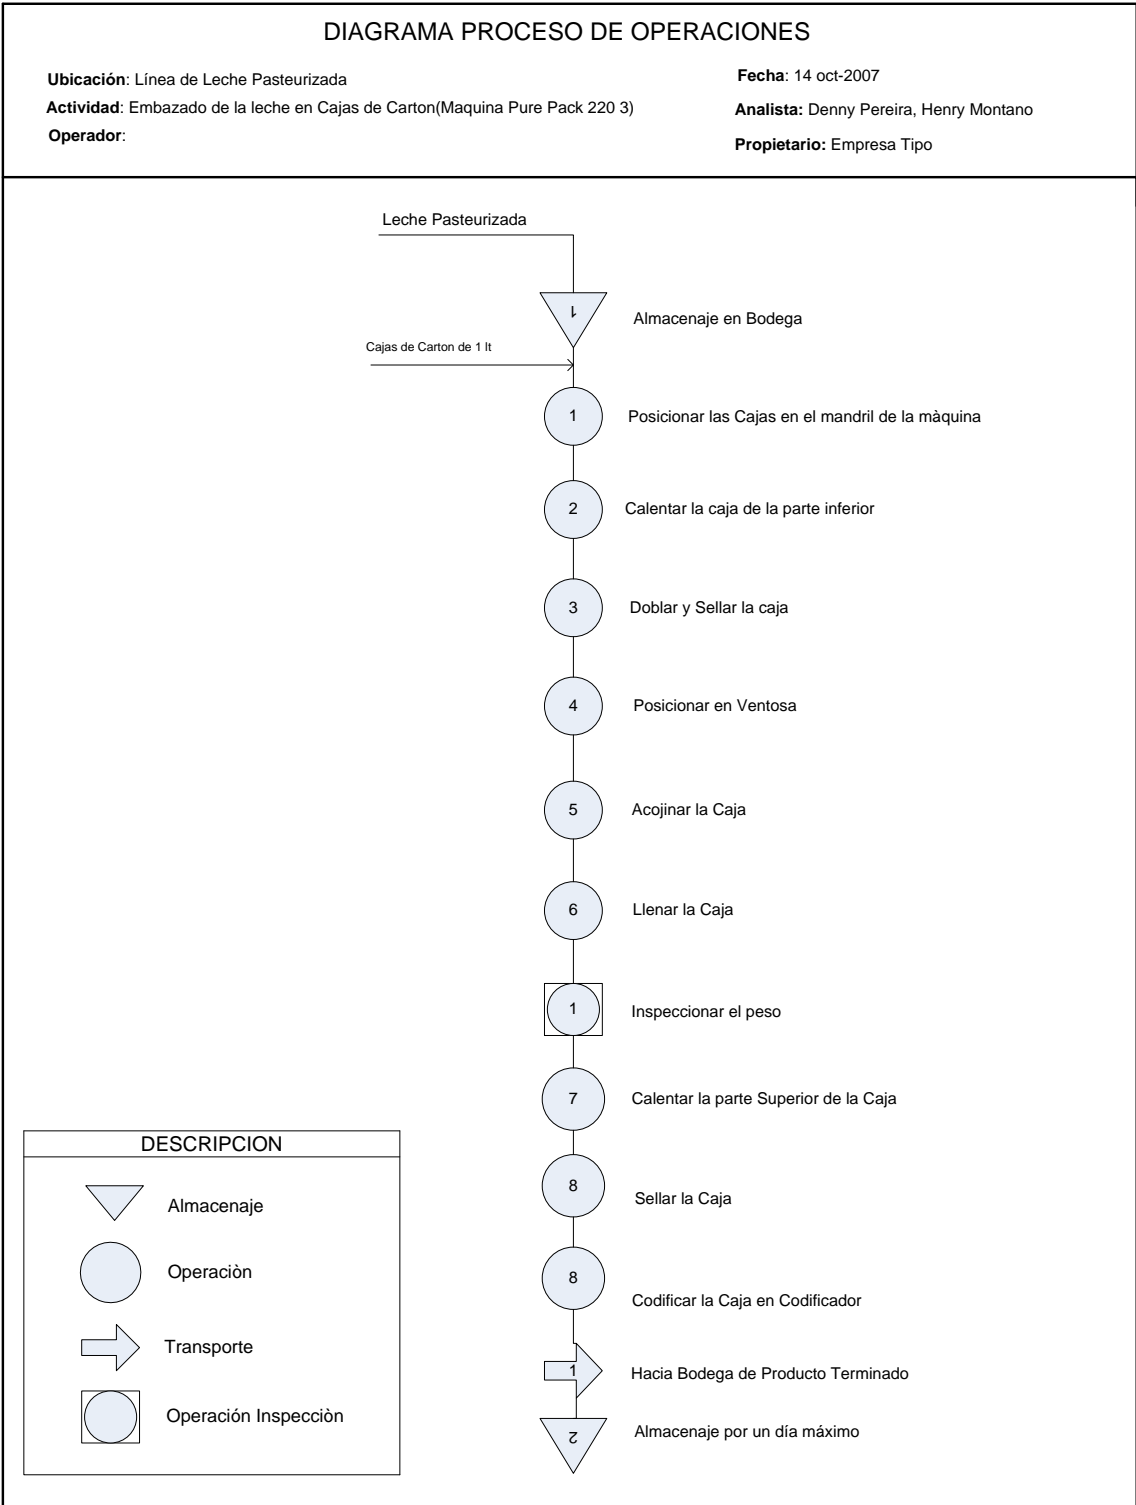 DIAGRAMA PROCESO DE OPERACIONES
Ubicación: Línea de Leche Pasteurizada
Actividad: Embazado de la leche en Cajas de Carton(Maquina Pure Pack 220 3)
Operador:
Fecha: 14 oct-2007
Analista: Denny Pereira, Henry Montano
Propietario: Empresa Tipo
Leche Pasteurizada
1
Almacenaje en Bodega
Cajas de Carton de 1 lt
1
Posicionar las Cajas en el mandril de la màquina
2
Calentar la caja de la parte inferior
3
Doblar y Sellar la caja
4
Posicionar en Ventosa
5
Acojinar la Caja
6
Llenar la Caja
1
Inspeccionar el peso
7
Calentar la parte Superior de la Caja
8
Sellar la Caja
8
Codificar la Caja en Codificador
1
Hacia Bodega de Producto Terminado
2
Almacenaje por un día máximo
DESCRIPCION
Almacenaje
Operaciòn
Transporte
Operación Inspecciòn